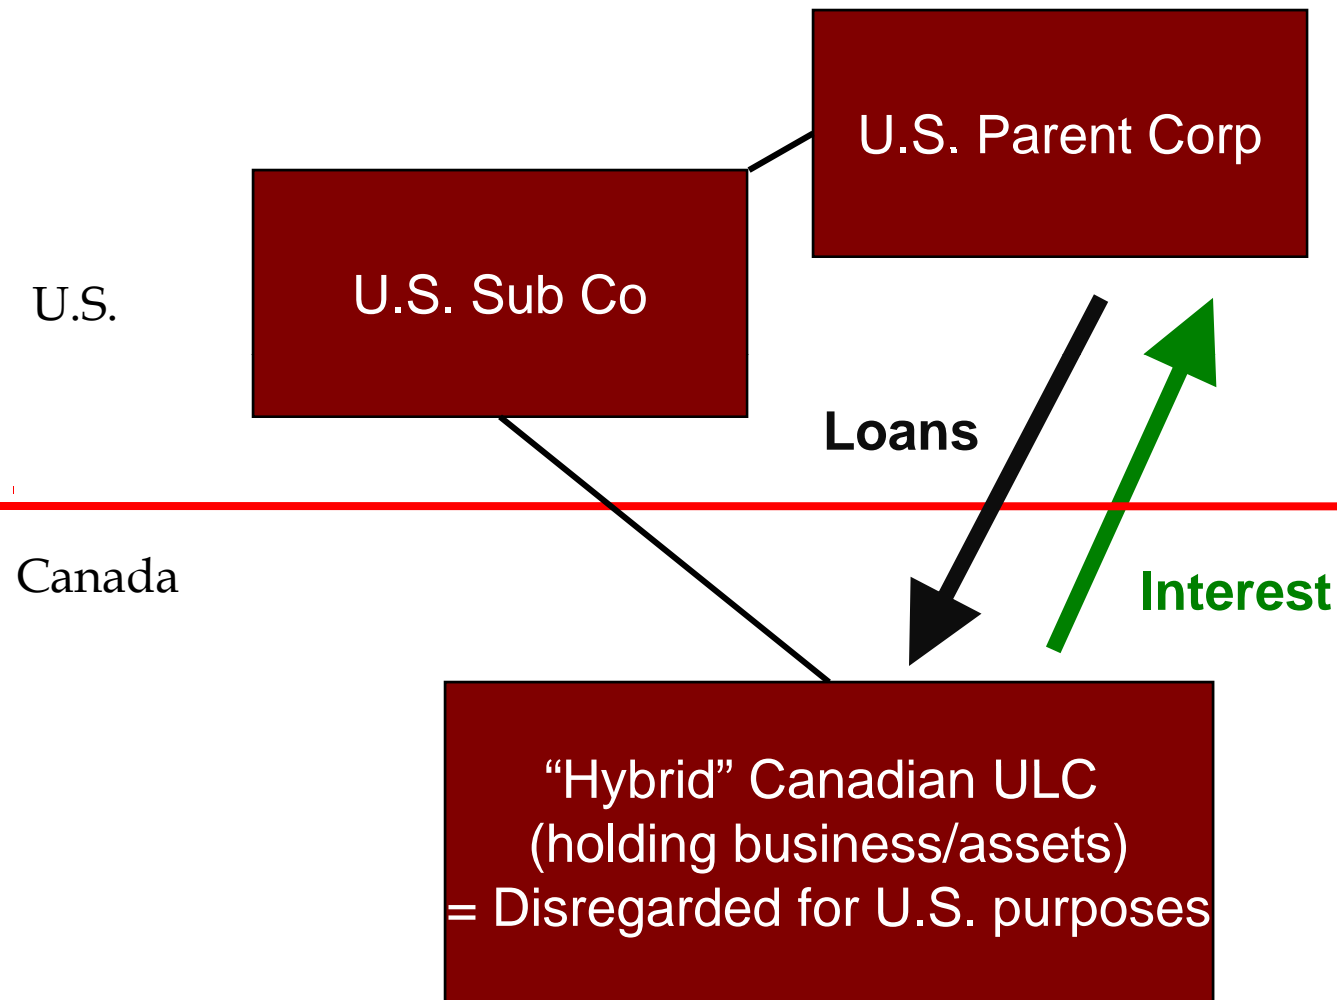 U.S. Parent Corp
U.S. Sub Co
U.S.
Loans
Canada
Interest
“Hybrid” Canadian ULC
(holding business/assets)
= Disregarded for U.S. purposes